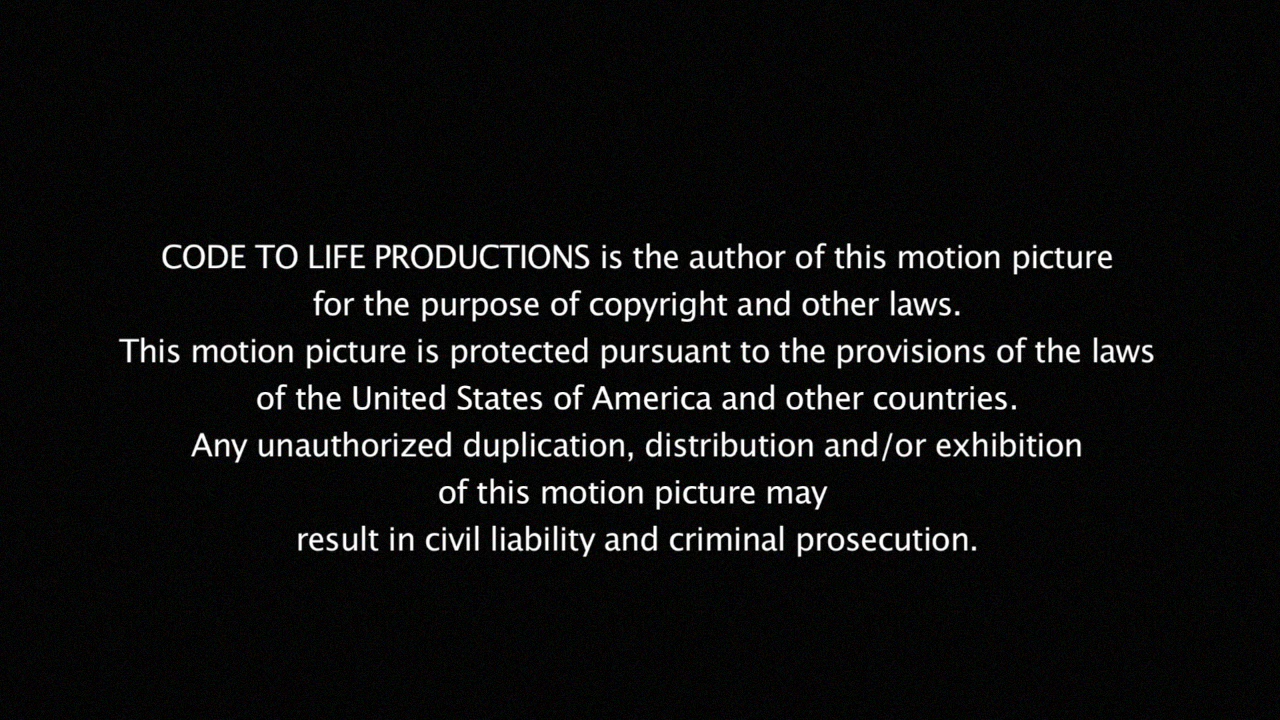 CODE TO LIFE PRODUCTIONS is the author of this motion picture
for the purpose of copyright and other laws.
This motion picture is protected pursuant to the provisions of the laws
of the United States of America and other countries.
Any unauthorized duplication, distribution and/or exhibition
of this motion picture may
result in civil liability and criminal prosecution.